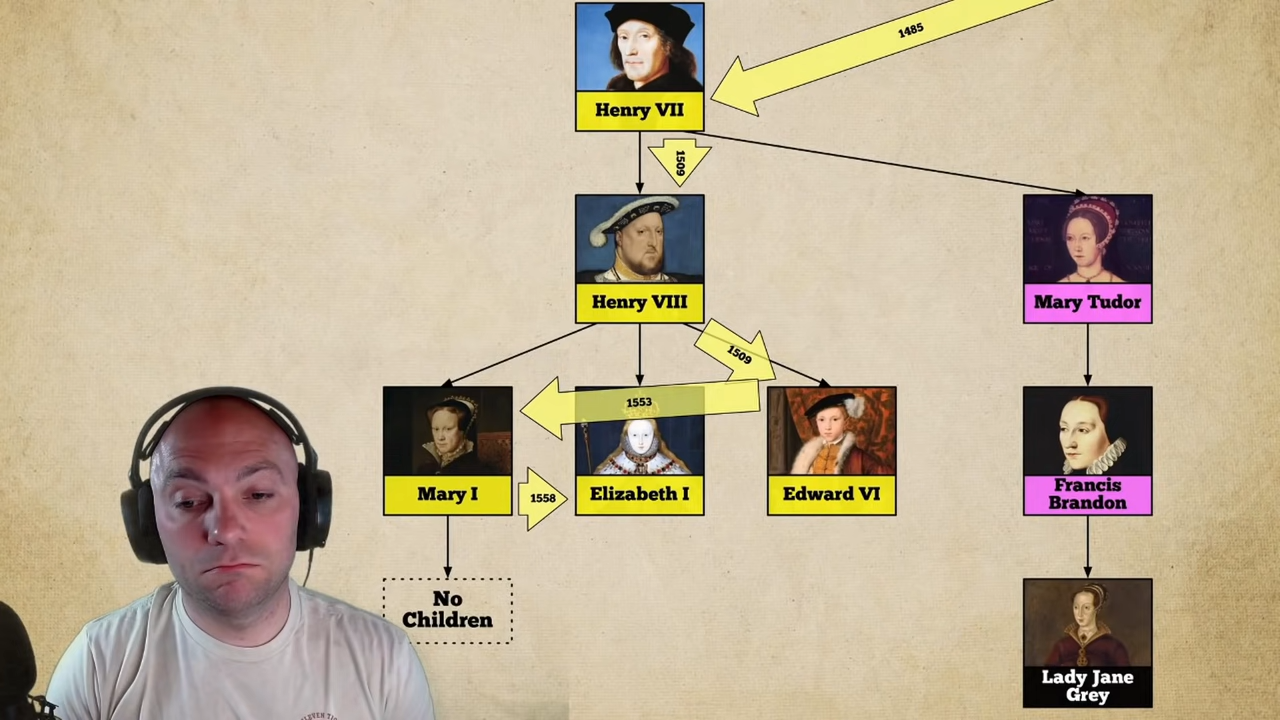 1485
Henry VII
1509
Henry VIII
Mary Tudor
1509
1553
Mary I
1558
Elizabeth I
Edward VI
Francis
Brandon
No
Children
Lady Jane
Grey